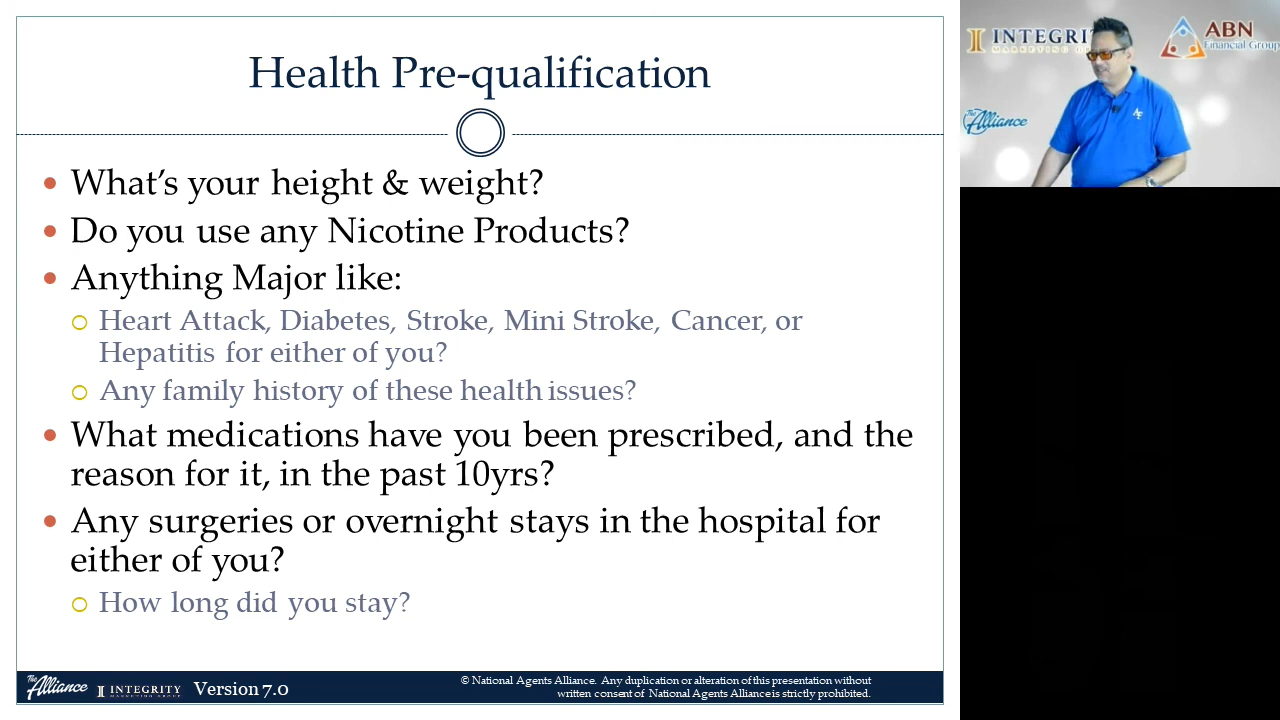 Health Pre-qualification
What's your height & weight?
Do you use any Nicotine Products?
Anything Major like:
Heart Attack, Diabetes, Stroke, Mini Stroke, Cancer, or
Hepatitis for either of you?
Any family history of these health issues?
What medications have you been prescribed, and the
reason for it, in the past 10yrs?
Any surgeries or overnight stays in the hospital for
either of you?
How long did you stay?
The Alliance
INTEGRITY
MARKETING GROUP
Version 7.0
© National Agents Alliance. Any duplication or alteration of this presentation without
written consent of National Agents Alliance is strictly prohibited.
INTEGRI
MARKETING G
ABN
Financial Group
The Alliance